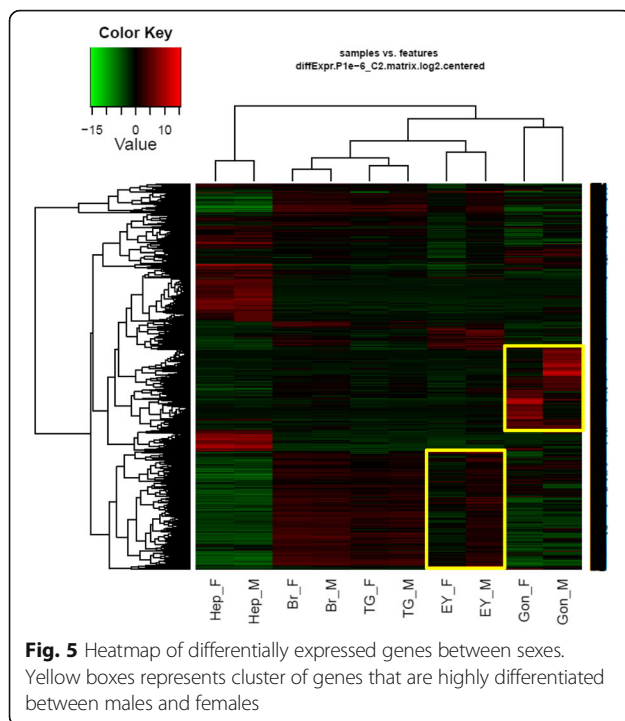 Color Key
−15
0
10
Value
samples vs. features
diffExpr.P1e−6_C2.matrix.log2.centered
Hep_F
Hep_M
Br_F
Br_M
TG_F
TG_M
EY_F
EY_M
Gon_F
Gon_M
Fig. 5 Heatmap of differentially expressed genes between sexes.
Yellow boxes represents cluster of genes that are highly differentiated
between males and females